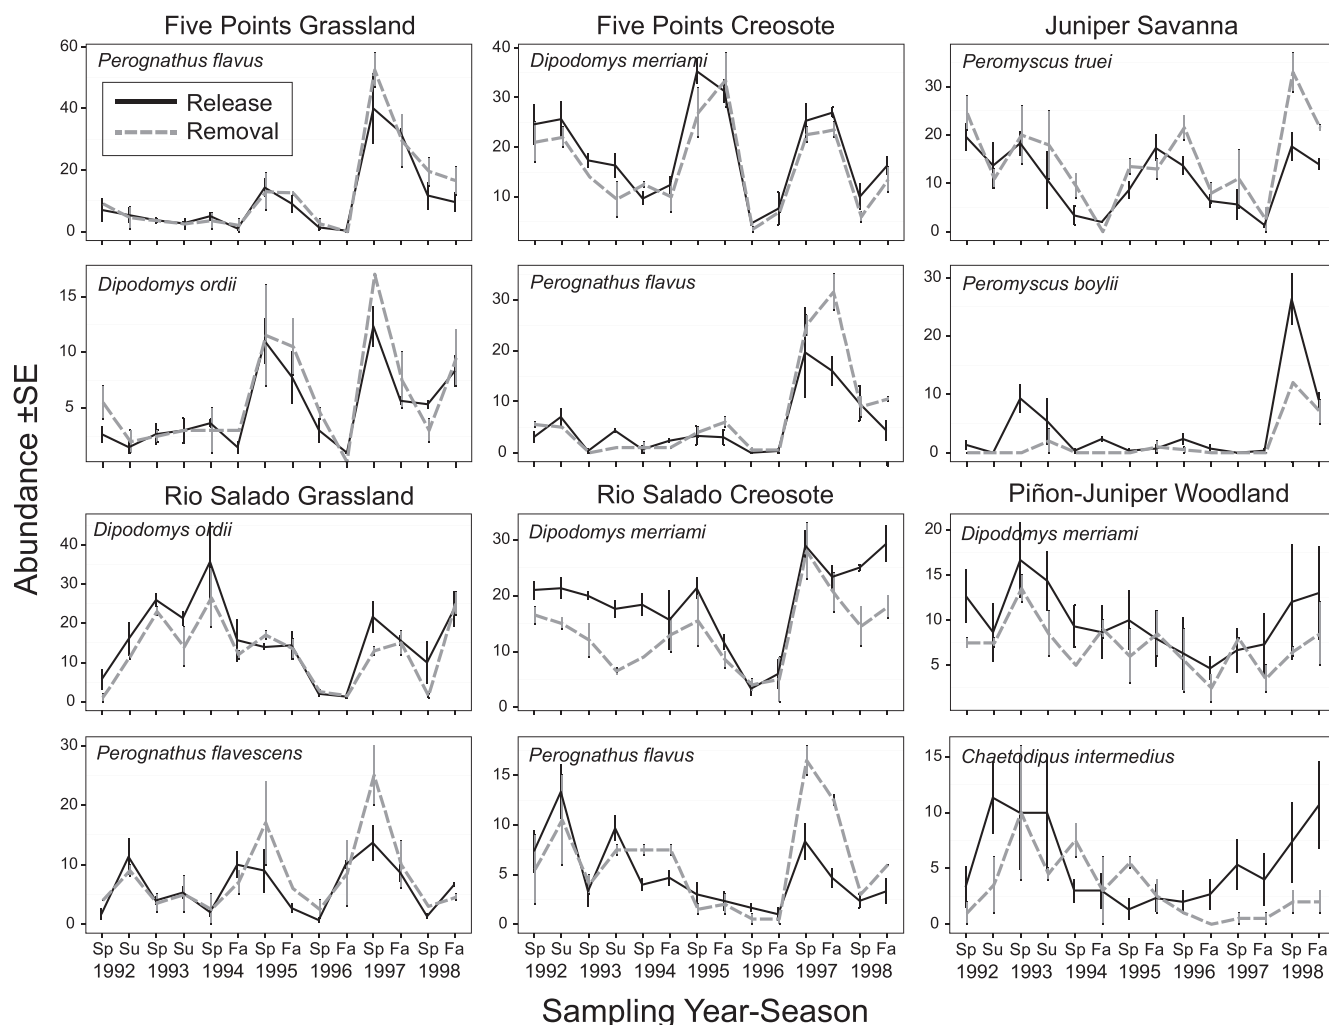 Five Points Grassland
Five Points Creosote
Juniper Savanna
Perognathus flavus
Release
Removal
60
40
20
0
Dipodomys merriami
40
30
20
10
Peromyscus truei
30
20
10
0
Dipodomys ordii
15
10
5
Perognathus flavus
30
20
10
0
Peromyscus boylii
30
20
10
0
Abundance ±SE
Rio Salado Grassland
Rio Salado Creosote
Piñon-Juniper Woodland
Dipodomys ordii
40
30
20
10
0
Dipodomys merriami
30
20
10
0
Dipodomys merriami
20
15
10
5
Perognathus flavescens
30
20
10
0
Perognathus flavus
15
10
5
0
Chaetodipus intermedius
15
10
5
0
Sp Su Sp Su Sp Fa Sp Fa Sp Fa Sp Fa Sp Fa
1992 1993 1994 1995 1996 1997 1998
Sp Su Sp Su Sp Fa Sp Fa Sp Fa Sp Fa Sp Fa
1992 1993 1994 1995 1996 1997 1998
Sp Su Sp Su Sp Fa Sp Fa Sp Fa Sp Fa Sp Fa
1992 1993 1994 1995 1996 1997 1998
Sampling Year-Season